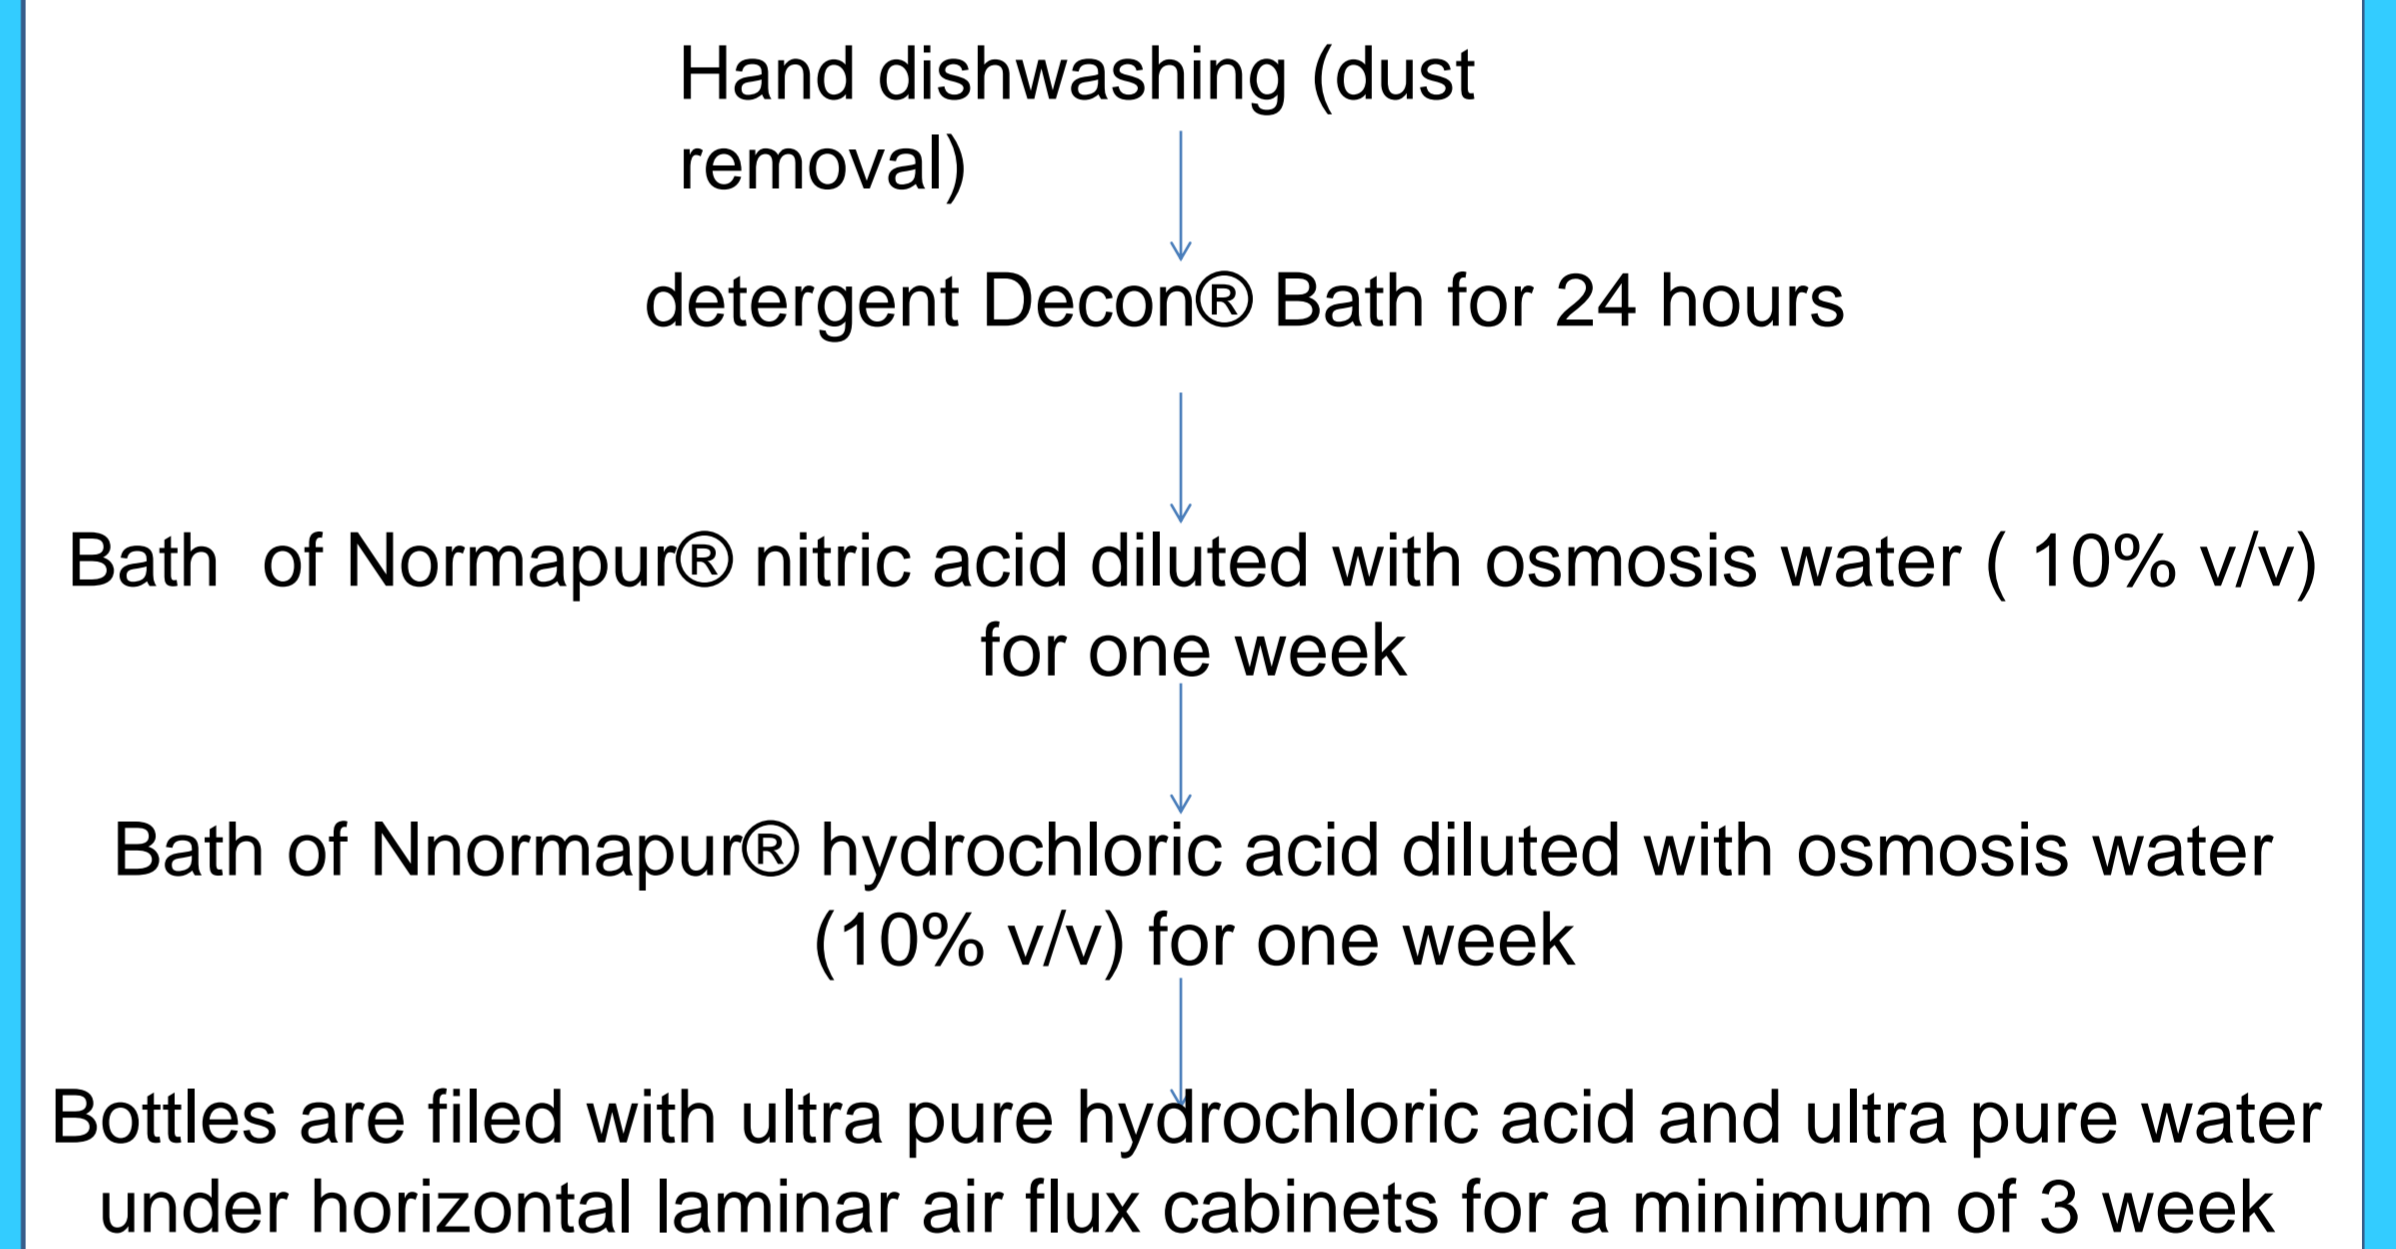 Hand dishwashing (dust
removal)
detergent Decon® Bath for 24 hours
Bath of Normapur® nitric acid diluted with osmosis water ( 10% v/v)
for one week
Bath of Nnormapur® hydrochloric acid diluted with osmosis water
(10% v/v) for one week
Bottles are filed with ultra pure hydrochloric acid and ultra pure water
under horizontal laminar air flux cabinets for a minimum of 3 week